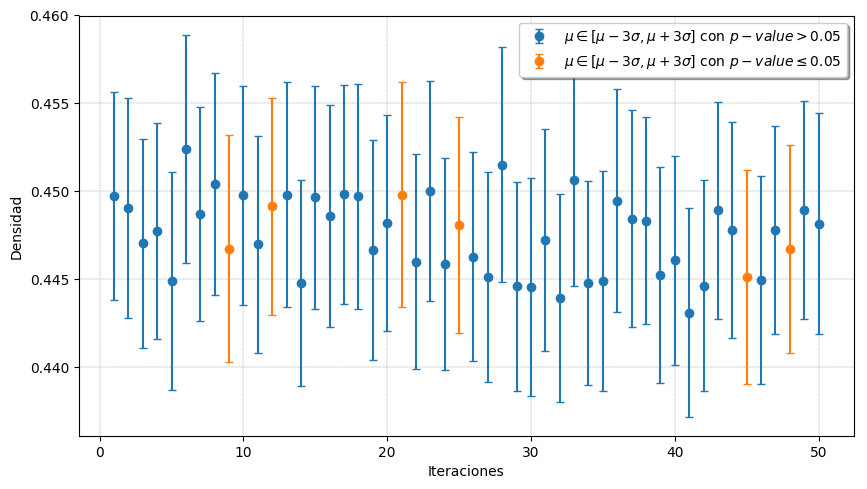 μ ∈ [μ − 3σ, μ + 3σ] con p − value > 0.05
μ ∈ [μ − 3σ, μ + 3σ] con p − value ≤ 0.05
0.460
0.455
0.450
0.445
0.440
Densidad
0 10 20 30 40 50
Iteraciones